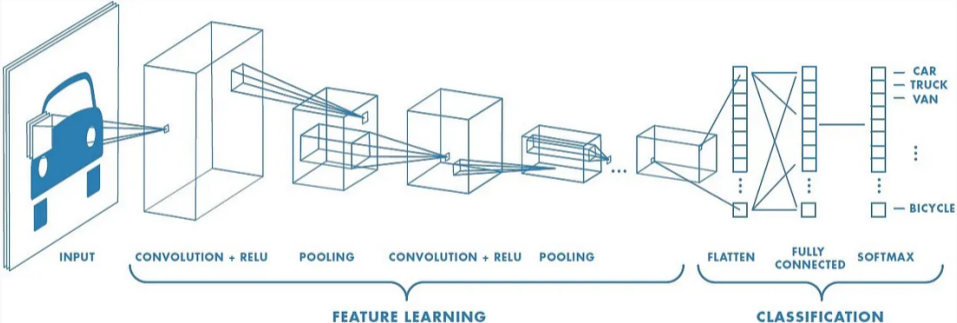 CAR
TRUCK
VAN
BICYCLE
INPUT
CONVOLUTION + RELU
POOLING
CONVOLUTION + RELU
POOLING
FLATTEN
FULLY
CONNECTED
SOFTMAX
FEATURE LEARNING
CLASSIFICATION